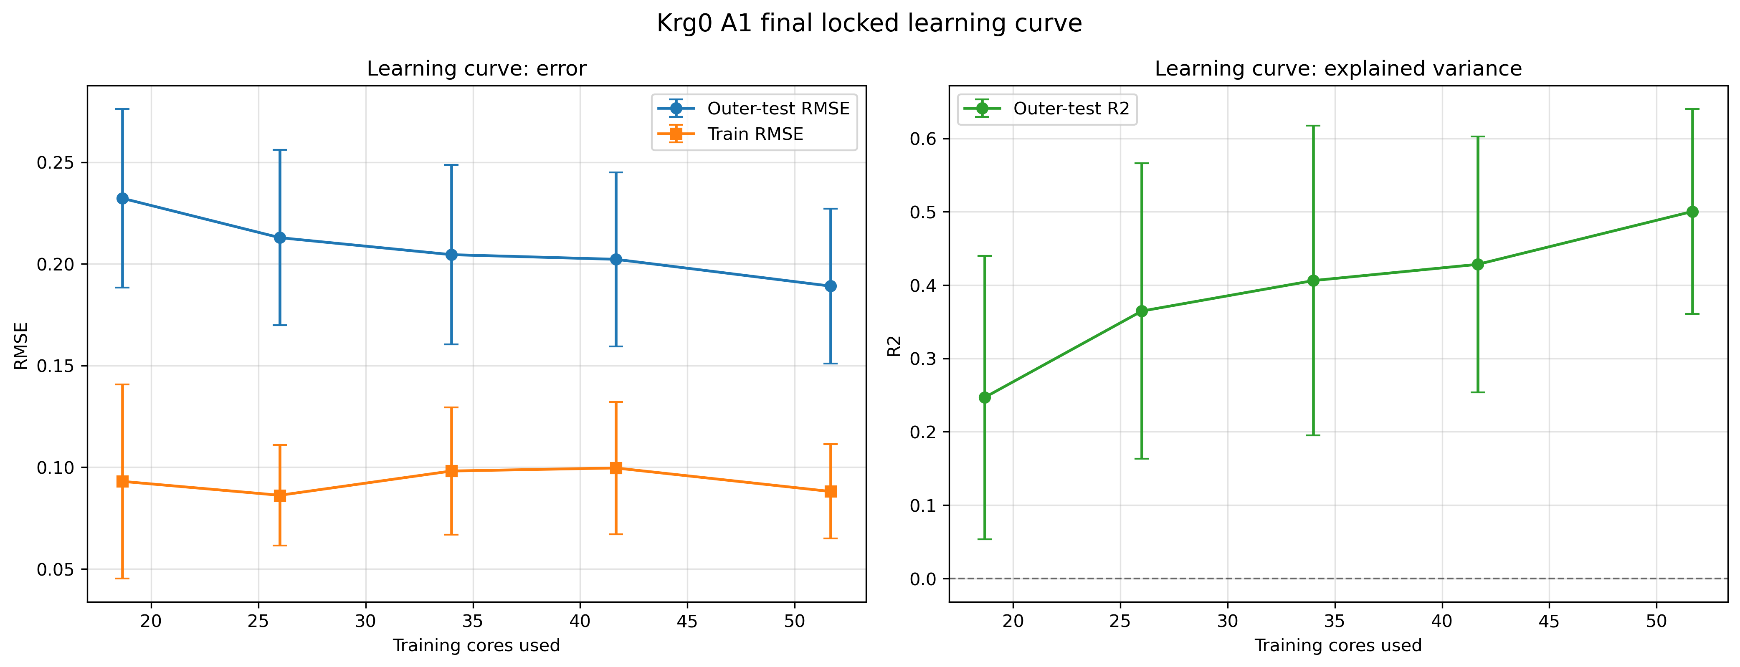 Krg0 A1 final locked learning curve
Learning curve: error
Outer-test RMSE
Train RMSE
RMSE
0.25
0.20
0.15
0.10
0.05
20 25 30 35 40 45 50
Training cores used
Learning curve: explained variance
Outer-test R2
R2
0.6
0.5
0.4
0.3
0.2
0.1
0.0
20 25 30 35 40 45 50
Training cores used